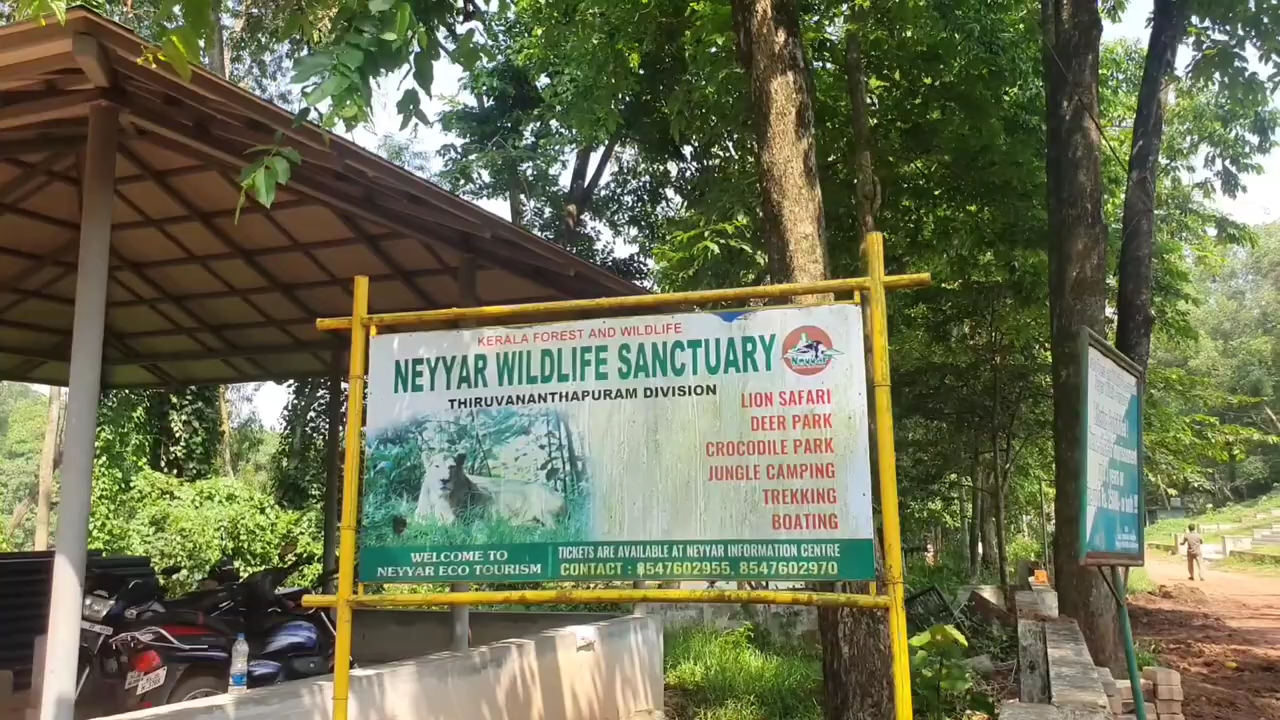 KERALA FOREST AND WILDLIFE
NEYYAR WILDLIFE SANCTUARY
THIRUVANANTHAPURAM DIVISION
LION SAFARI
DEER PARK
CROCODILE PARK
JUNGLE CAMPING
TREKKING
BOATING
WELCOME TO
NEYYAR ECO TOURISM
TICKETS ARE AVAILABLE AT NEYYAR INFORMATION CENTRE
CONTACT : 8547602955, 8547602970